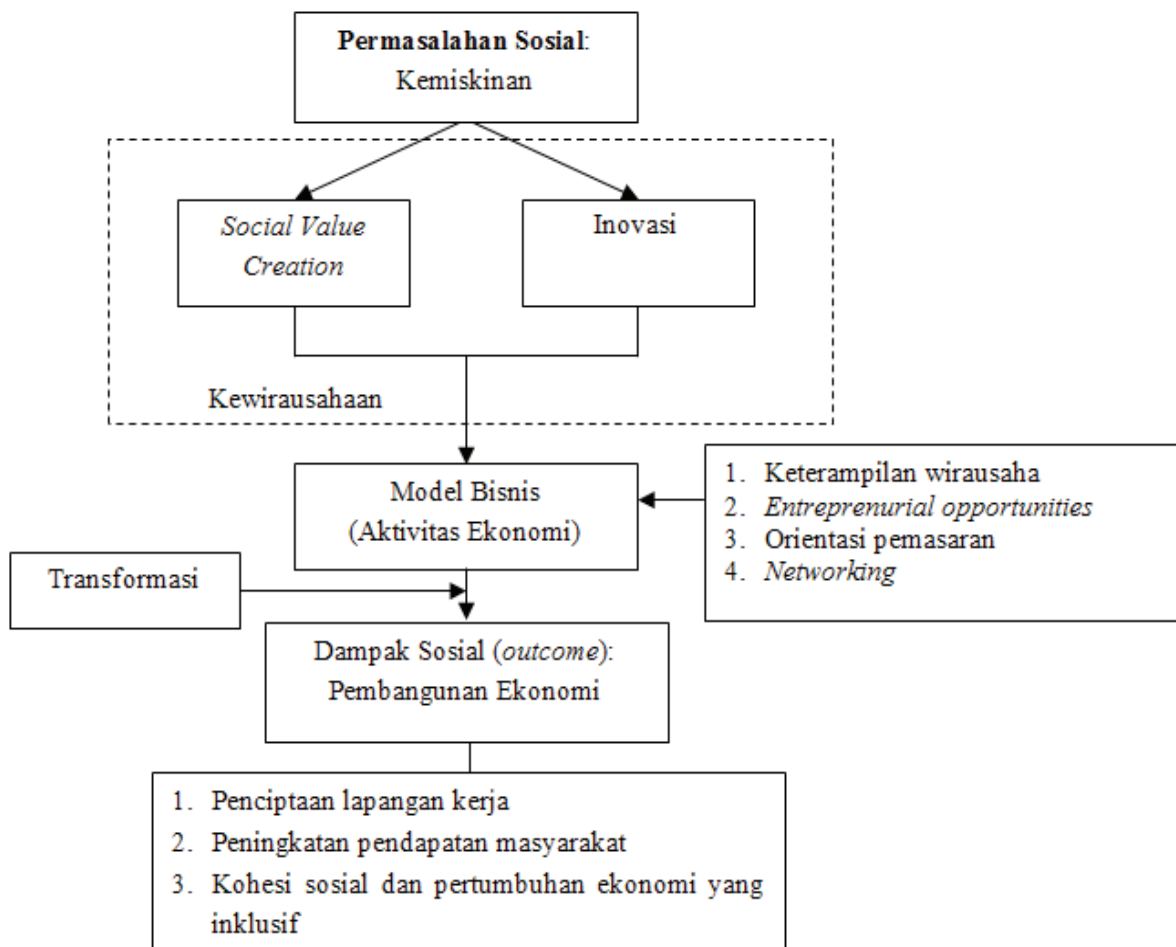 Permasalahan Sosial:
Kemiskinan
Social Value
Creation
Inovasi
Kewirausahaan
Model Bisnis
(Aktivitas Ekonomi)
1. Keterampilan wirausaha
2. Entreprenurial opportunities
3. Orientasi pemasaran
4. Networking
Transformasi
Dampak Sosial (outcome):
Pembangunan Ekonomi
1. Penciptaan lapangan kerja
2. Peningkatan pendapatan masyarakat
3. Kohesi sosial dan pertumbuhan ekonomi yang
inklusif